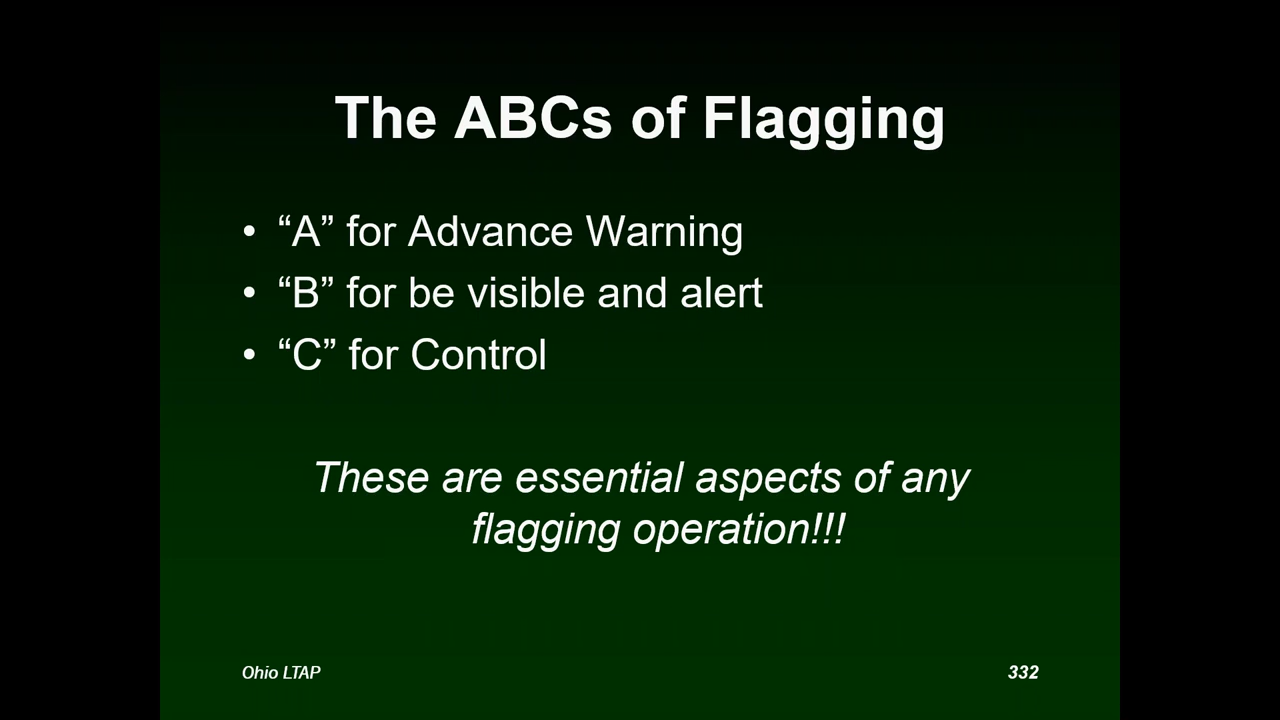 The ABCs of Flagging
• “A” for Advance Warning
• “B” for be visible and alert
• “C” for Control
These are essential aspects of any
flagging operation!!!
Ohio LTAP
332